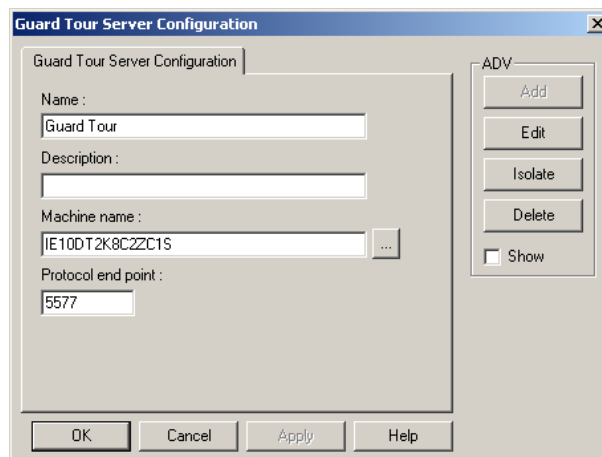 Guard Tour Server Configuration
Guard Tour Server Configuration
Name :
Guard Tour
Description :
Machine name :
IE10DT2K8C2ZC1S
...
Protocol end point :
5577
OK
Cancel
Apply
Help
ADV
Add
Edit
Isolate
Delete
Show